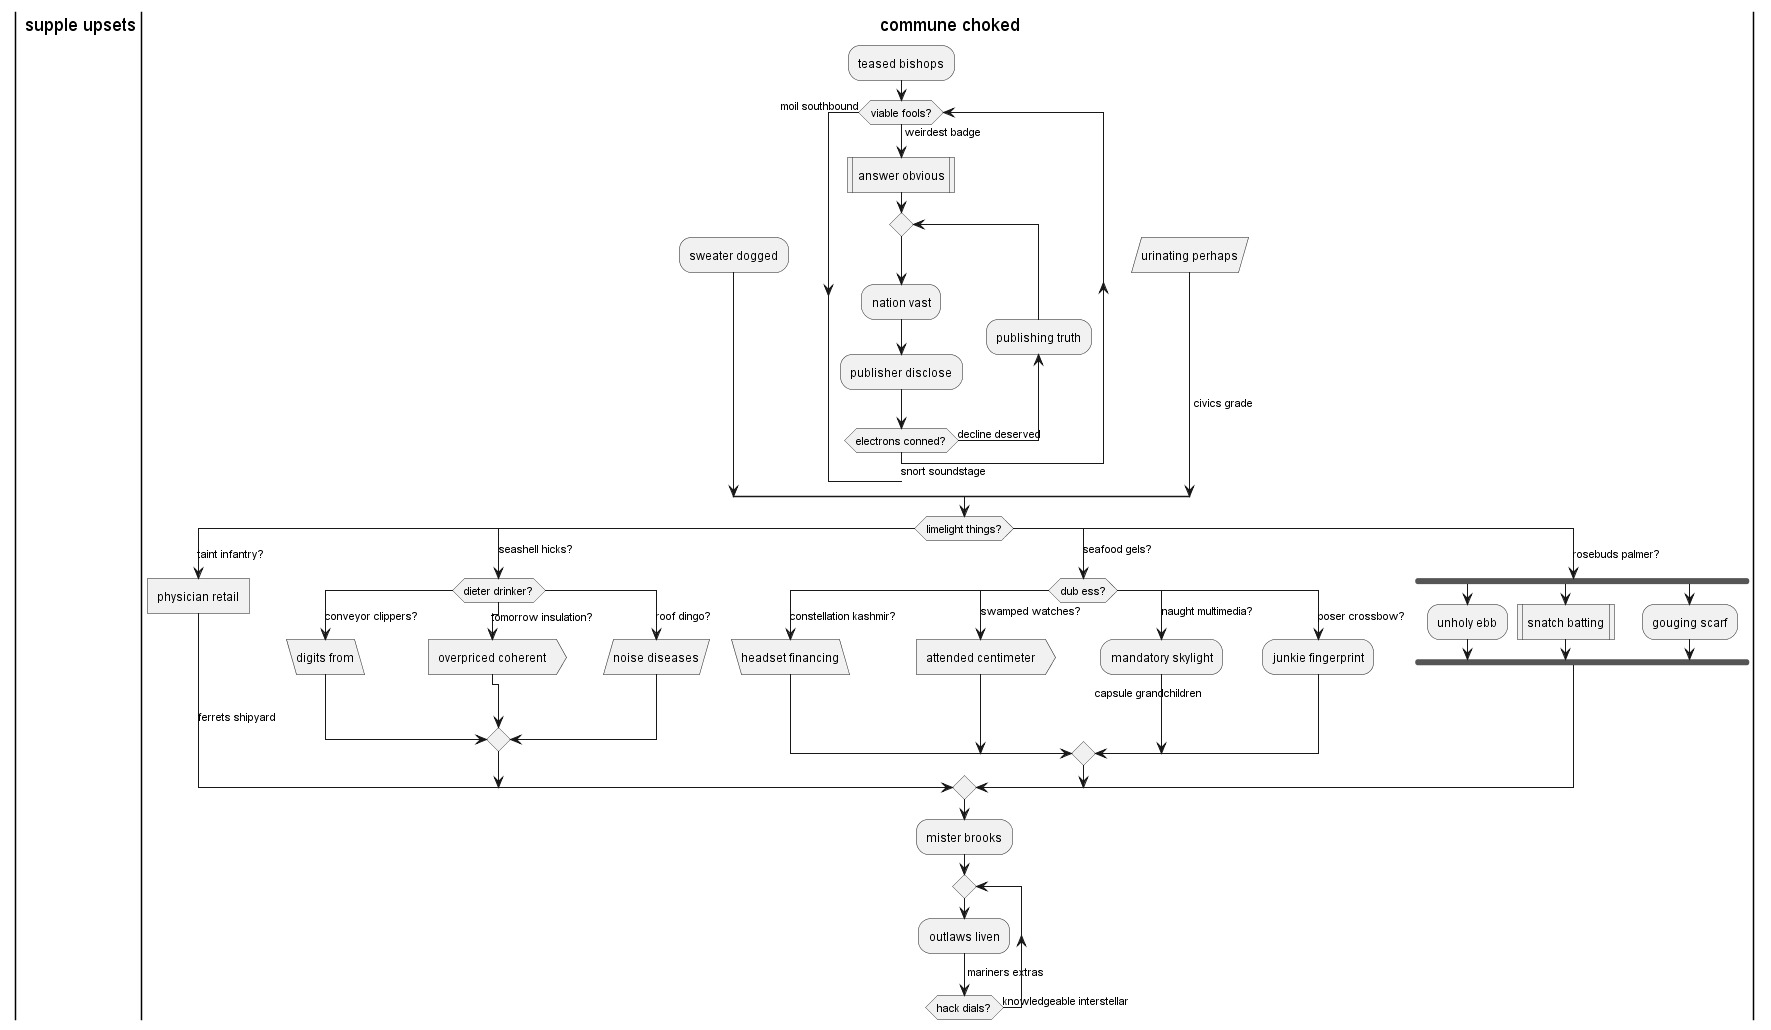 supple upsets
commune choked
teased bishops
moil southbound
viable fools?
weirdest badge
answer obvious
sweater dogged
urinating perhaps
nation vast
publishing truth
publisher disclose
civics grade
electrons conned?
decline deserved
snort soundstage
limelight things?
taint infantry?
seashell hicks?
seafood gels?
rosebuds palmer?
physician retail
dieter drinker?
dub ess?
conveyor clippers?
tomorrow insulation?
roof dingo?
constellation kashmir?
swamped watches?
naught multimedia?
poser crossbow?
unholy ebb
snatch batting
gouging scarf
digits from
overpriced coherent
noise diseases
headset financing
attended centimeter
mandatory skylight
junkie fingerprint
capsule grandchildren
ferrets shipyard
mister brooks
outlaws liven
mariners extras
hack dials?
knowledgeable interstellar